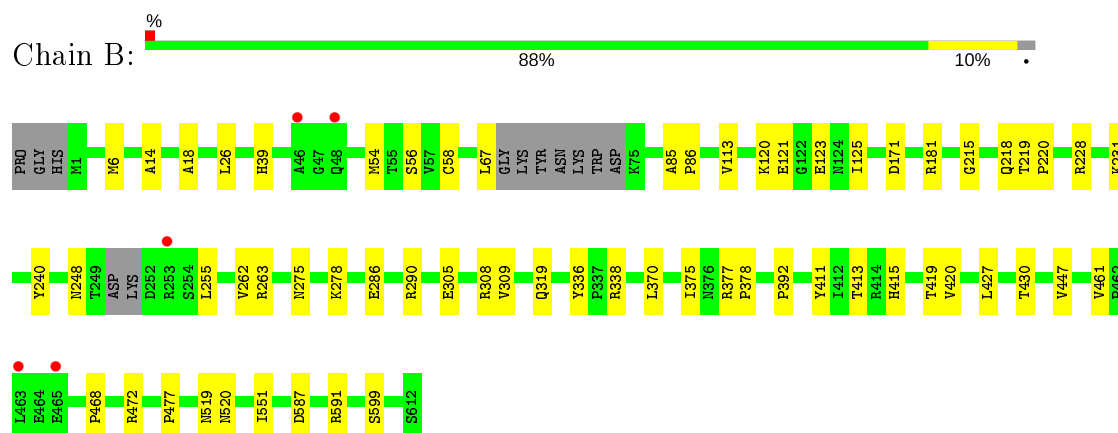 %
Chain B:
88% 10% •
PRO GLY HIS M1 M6 A14 A18 L26 H39 A46 G47 Q48 M54 T55 S56 V57 C58 L67 GLY LYS TYR ASN LYS TRP ASP K75 A85 P86 V113 K120 E121 G122 E123 N124 I125 D171 R181 G215 Q218 T219 P220 R228 K231
Y240 N248 T249 ASP LYS D252 R253 S254 L255 V262 R263 N275 K278 E286 R290 E305 R308 V309 Q319 Y336 P337 R338 L370 I375 N376 R377 P378 P392 Y411 I412 T413 R414 H415 T419 V420 L427 T430 V447 V461 P462
L463 E464 E465 P468 R472 P477 N519 N520 I551 D587 R591 S599 S612